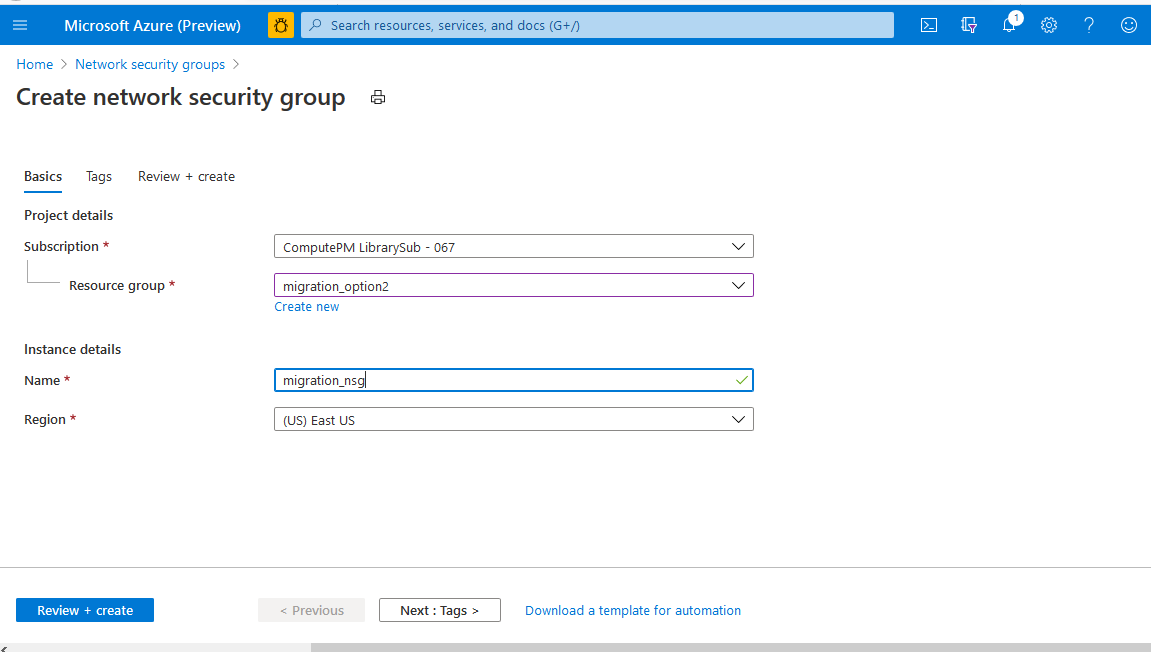 Microsoft Azure (Preview)
Search resources, services, and docs (G+/)
1
Home > Network security groups >
Create network security group
Basics Tags Review + create
Project details
Subscription *
ComputePM LibrarySub - 067
Resource group *
migration_option2
Create new
Instance details
Name *
migration_nsg
Region *
(US) East US
Review + create
< Previous
Next : Tags >
Download a template for automation